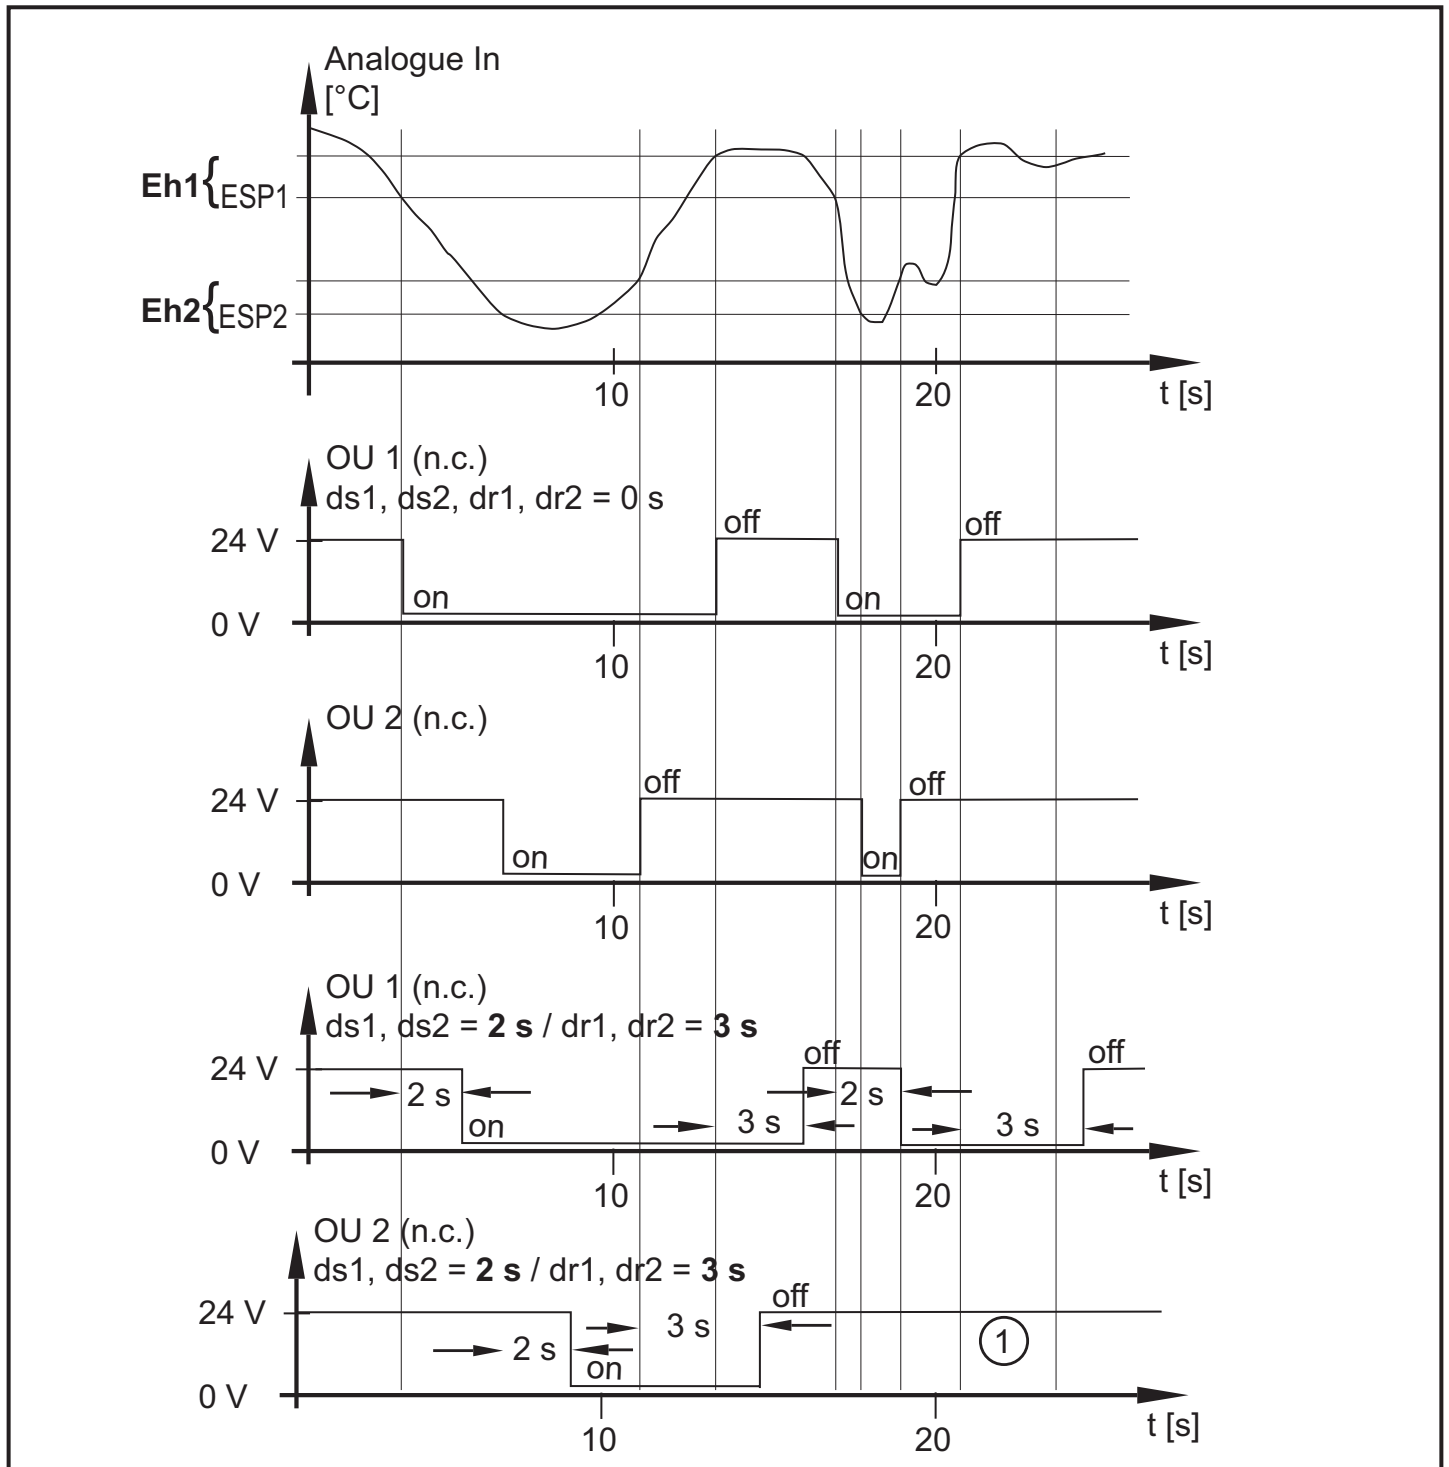 Analogue In
[°C]
Eh1{ESP1
Eh2{ESP2
10
20
t [s]
OU 1 (n.c.)
ds1, ds2, dr1, dr2 = 0 s
off
off
24 V
on
on
0 V
10
20
t [s]
OU 2 (n.c.)
off
off
24 V
on
on
0 V
10
20
t [s]
OU 1 (n.c.)
ds1, ds2 = 2 s / dr1, dr2 = 3 s
off
off
24 V
2 s
2 s
on
3 s
3 s
0 V
10
20
t [s]
OU 2 (n.c.)
ds1, ds2 = 2 s / dr1, dr2 = 3 s
off
24 V
3 s
1
2 s
on
0 V
10
20
t [s]